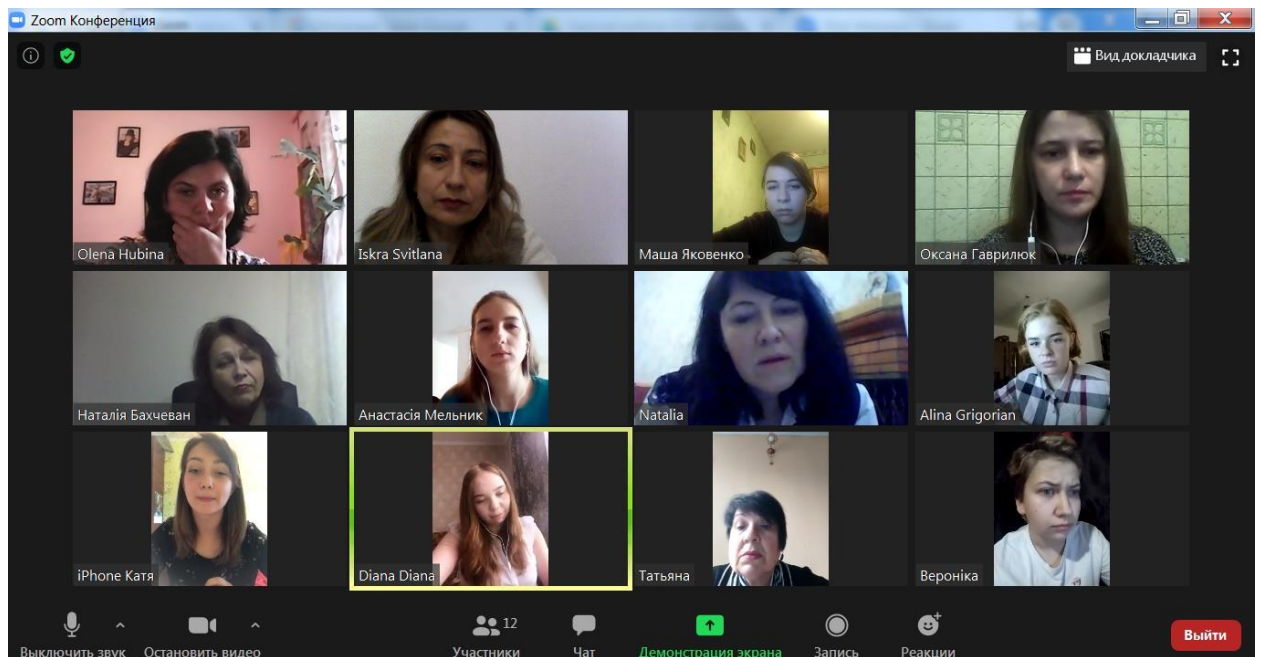 Zoom Конференция
Вид докладчика
Olena Hubina
Iskra Svitlana
Маша Яковенко
Оксана Гаврилюк
Наталія Бахчеван
Анастасія Мельник
Natalia
Alina Grigorian
iPhone Катя
Diana Diana
Татьяна
Вероніка
12
Выключить звук
Остановить видео
Участники
Чат
Демонстрация экрана
Запись
Реакции
Выйти